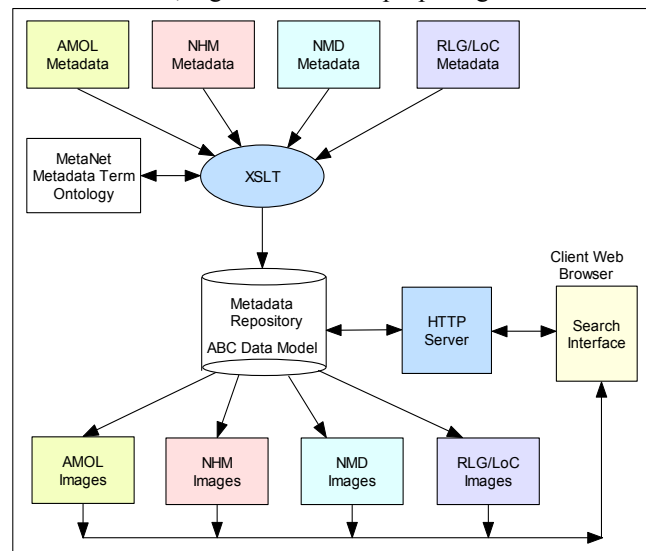 AMOL
Metadata
NHM
Metadata
NMD
Metadata
RLG/LoC
Metadata
MetaNet
Metadata Term
Ontology
XSLT
Client Web
Browser
Metadata
Repository
ABC Data Model
HTTP
Server
Search
Interface
AMOL
Images
NHM
Images
NMD
Images
RLG/LoC
Images